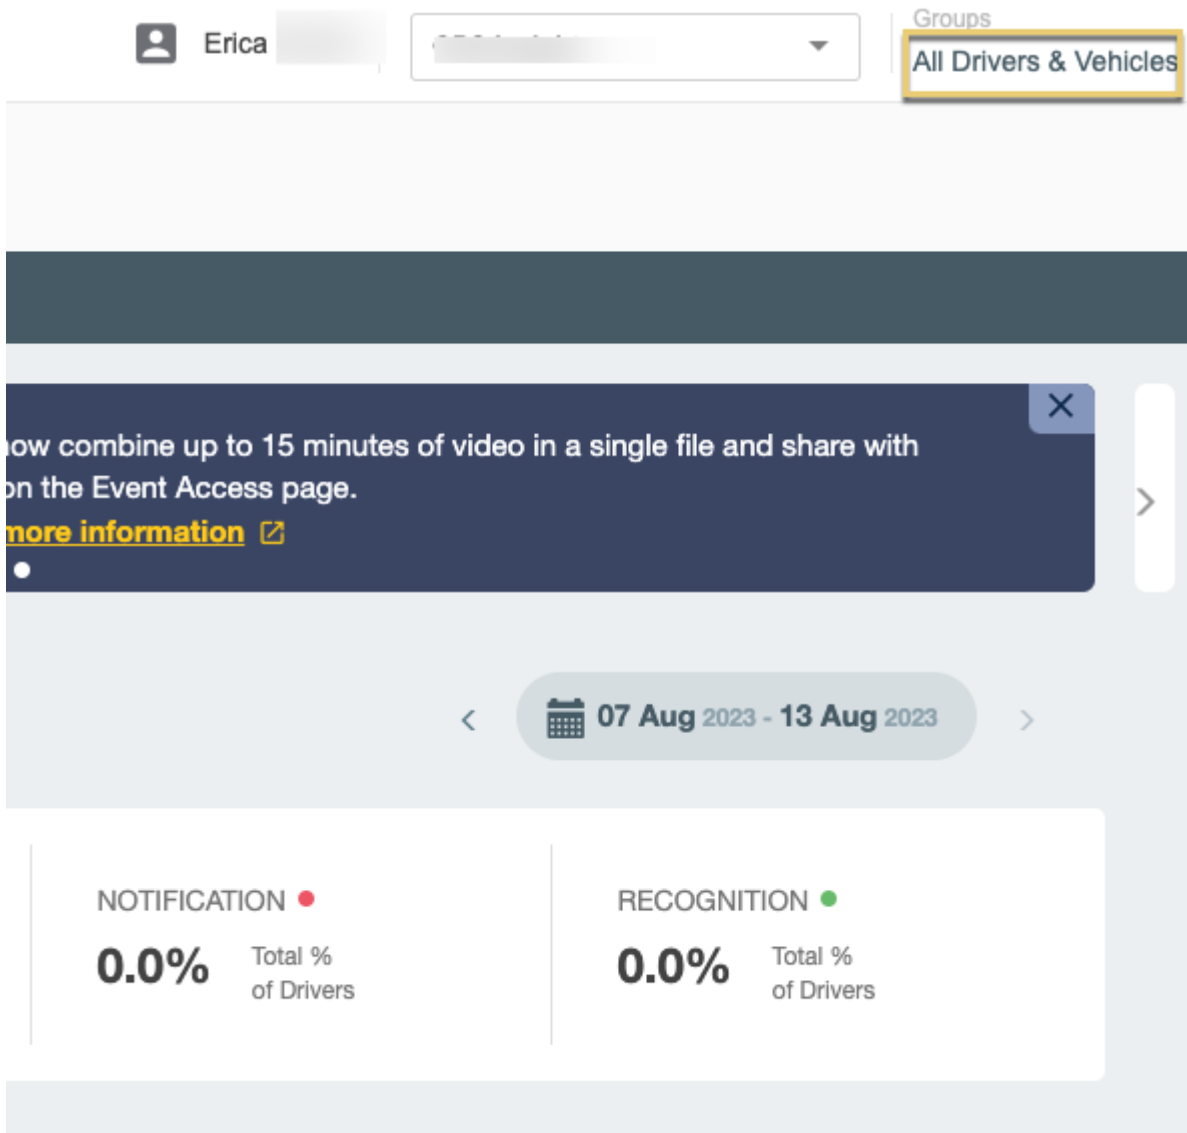 Erica
Groups
All Drivers & Vehicles
now combine up to 15 minutes of video in a single file and share with
on the Event Access page.
more information
07 Aug 2023 - 13 Aug 2023
NOTIFICATION
0.0% Total %
of Drivers
RECOGNITION
0.0% Total %
of Drivers